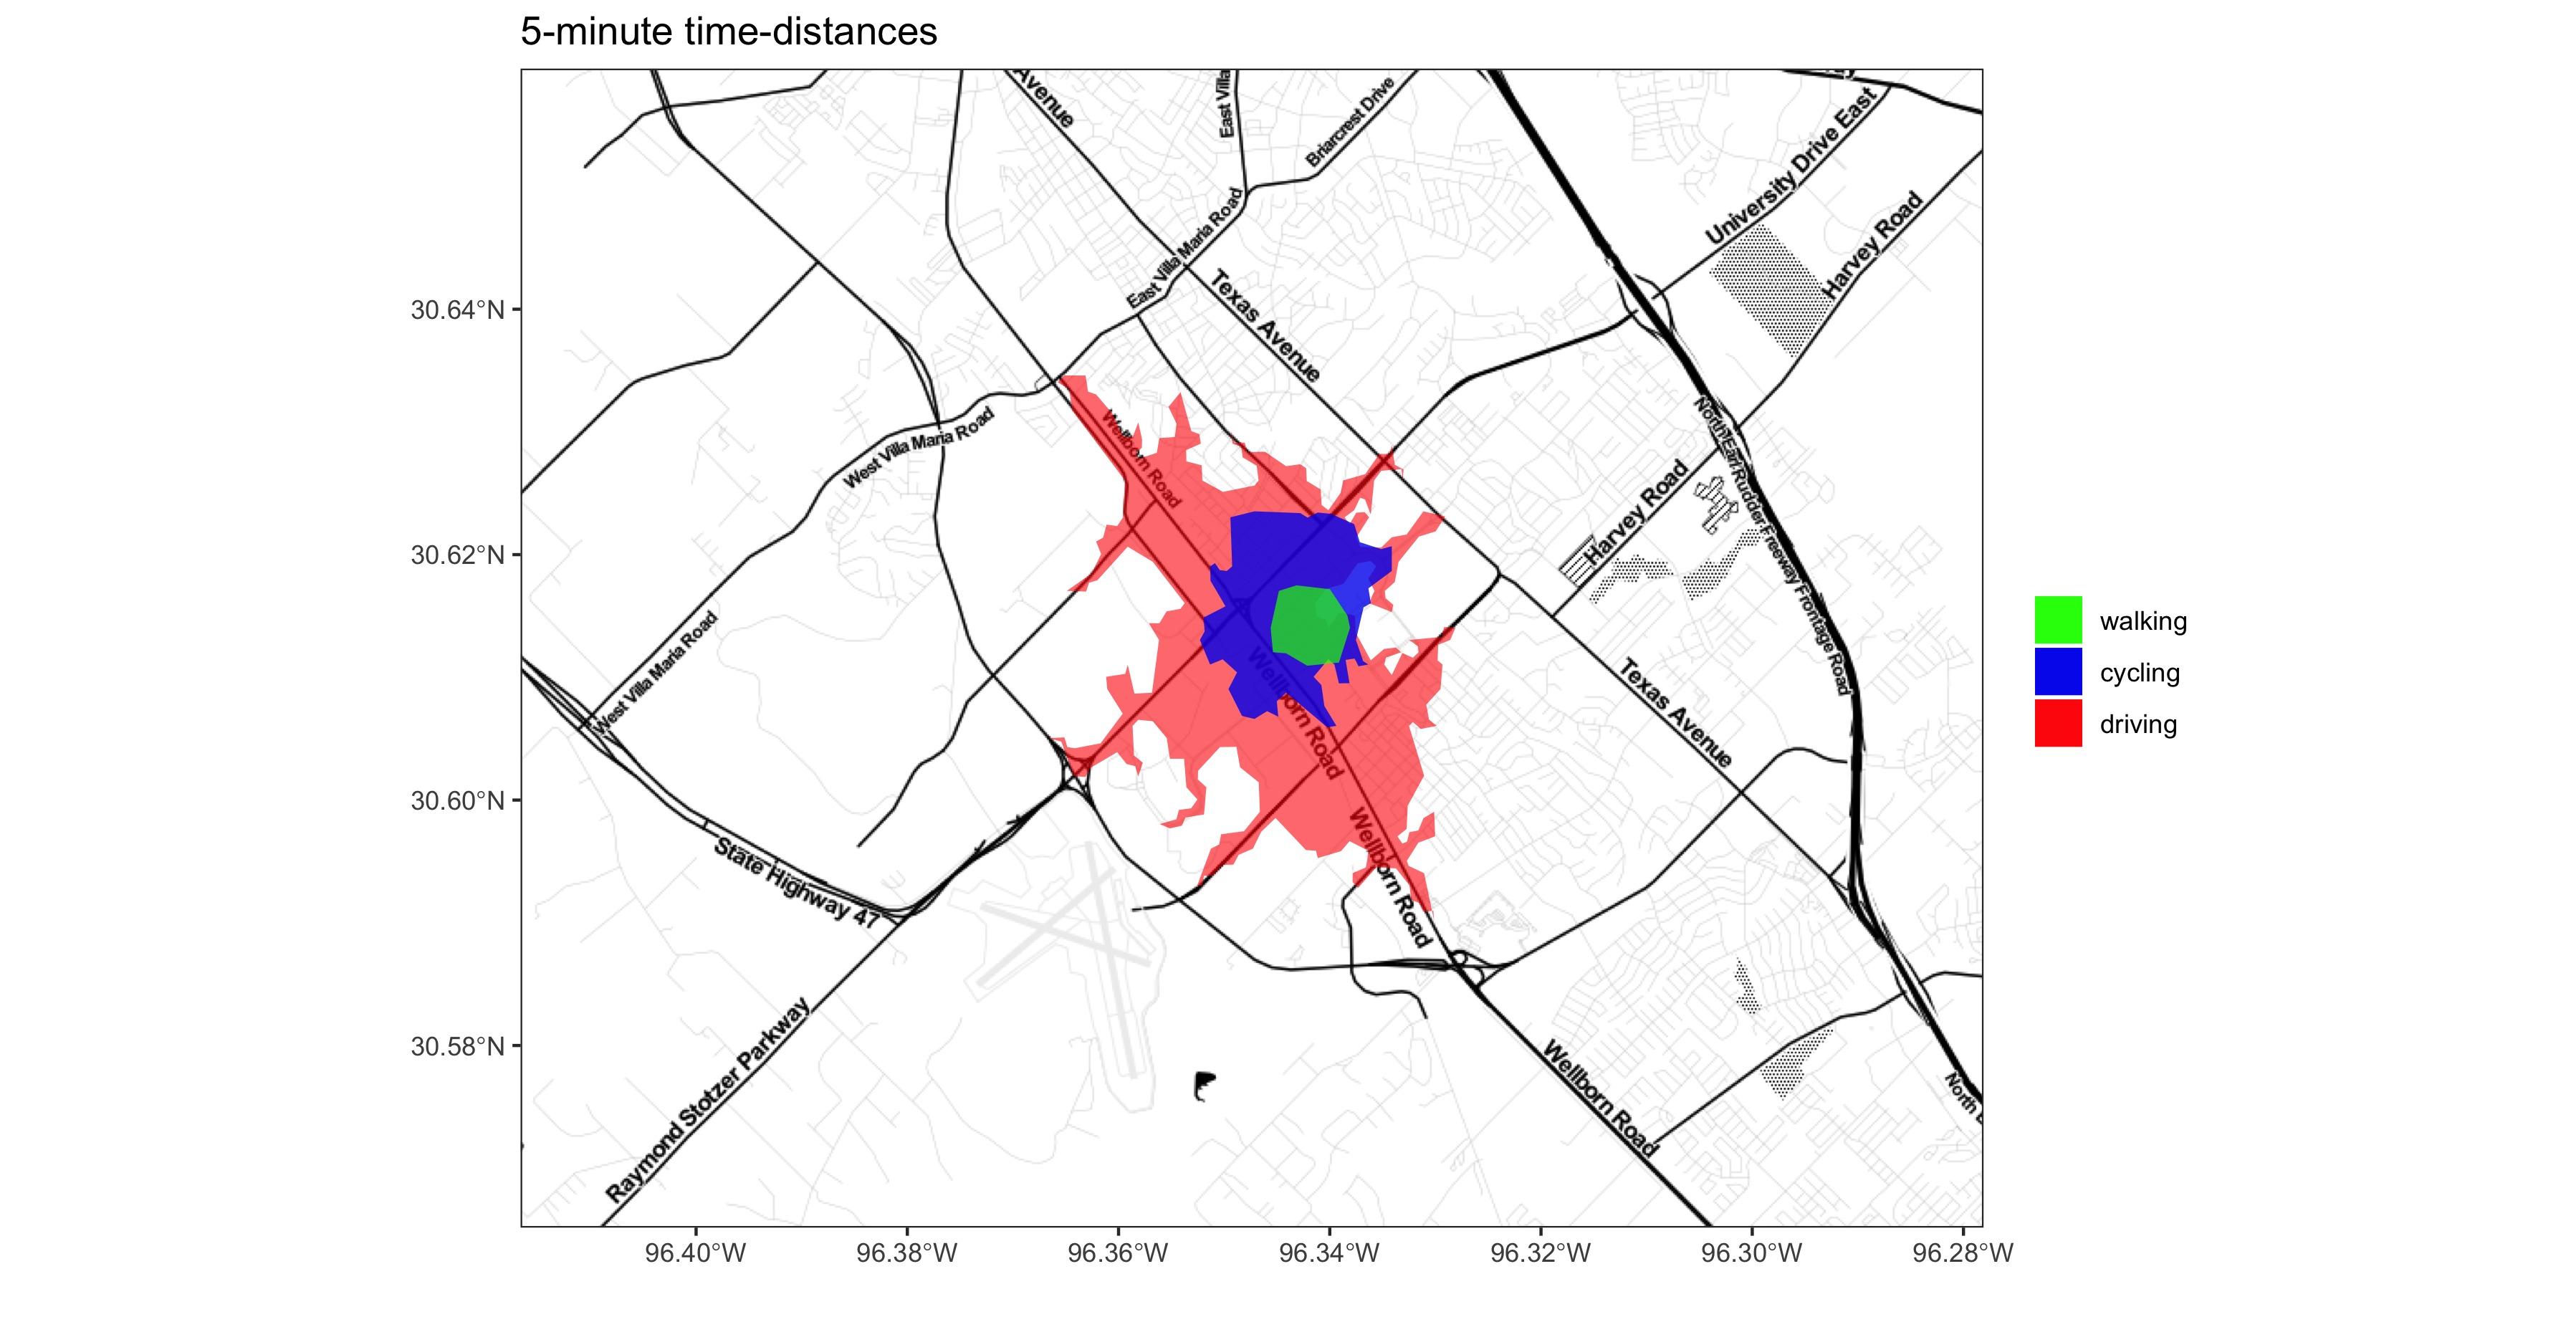 5-minute time-distances
Avenue
East Villa
Briarcrest Drive
University Drive East
Harvey Road
East Villa Maria Road
Texas Avenue
30.64°N
West Villa Maria Road
Wellborn Road
Harvey Road
North Earl Rudder Freeway Frontage Road
30.62°N
West Villa Maria Road
Wellborn Road
Texas Avenue
walking
cycling
driving
30.60°N
State Highway 47
Wellborn Road
30.58°N
Raymond Stotzer Parkway
Wellborn Road
North
96.40°W
96.38°W
96.36°W
96.34°W
96.32°W
96.30°W
96.28°W